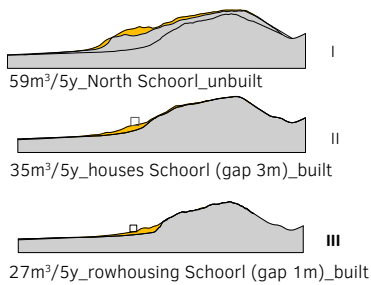 I
59m³/5y_North Schoorl_unbuilt
II
35m³/5y_houses Schoorl (gap 3m)_built
III
27m³/5y_rowhousing Schoorl (gap 1m)_built